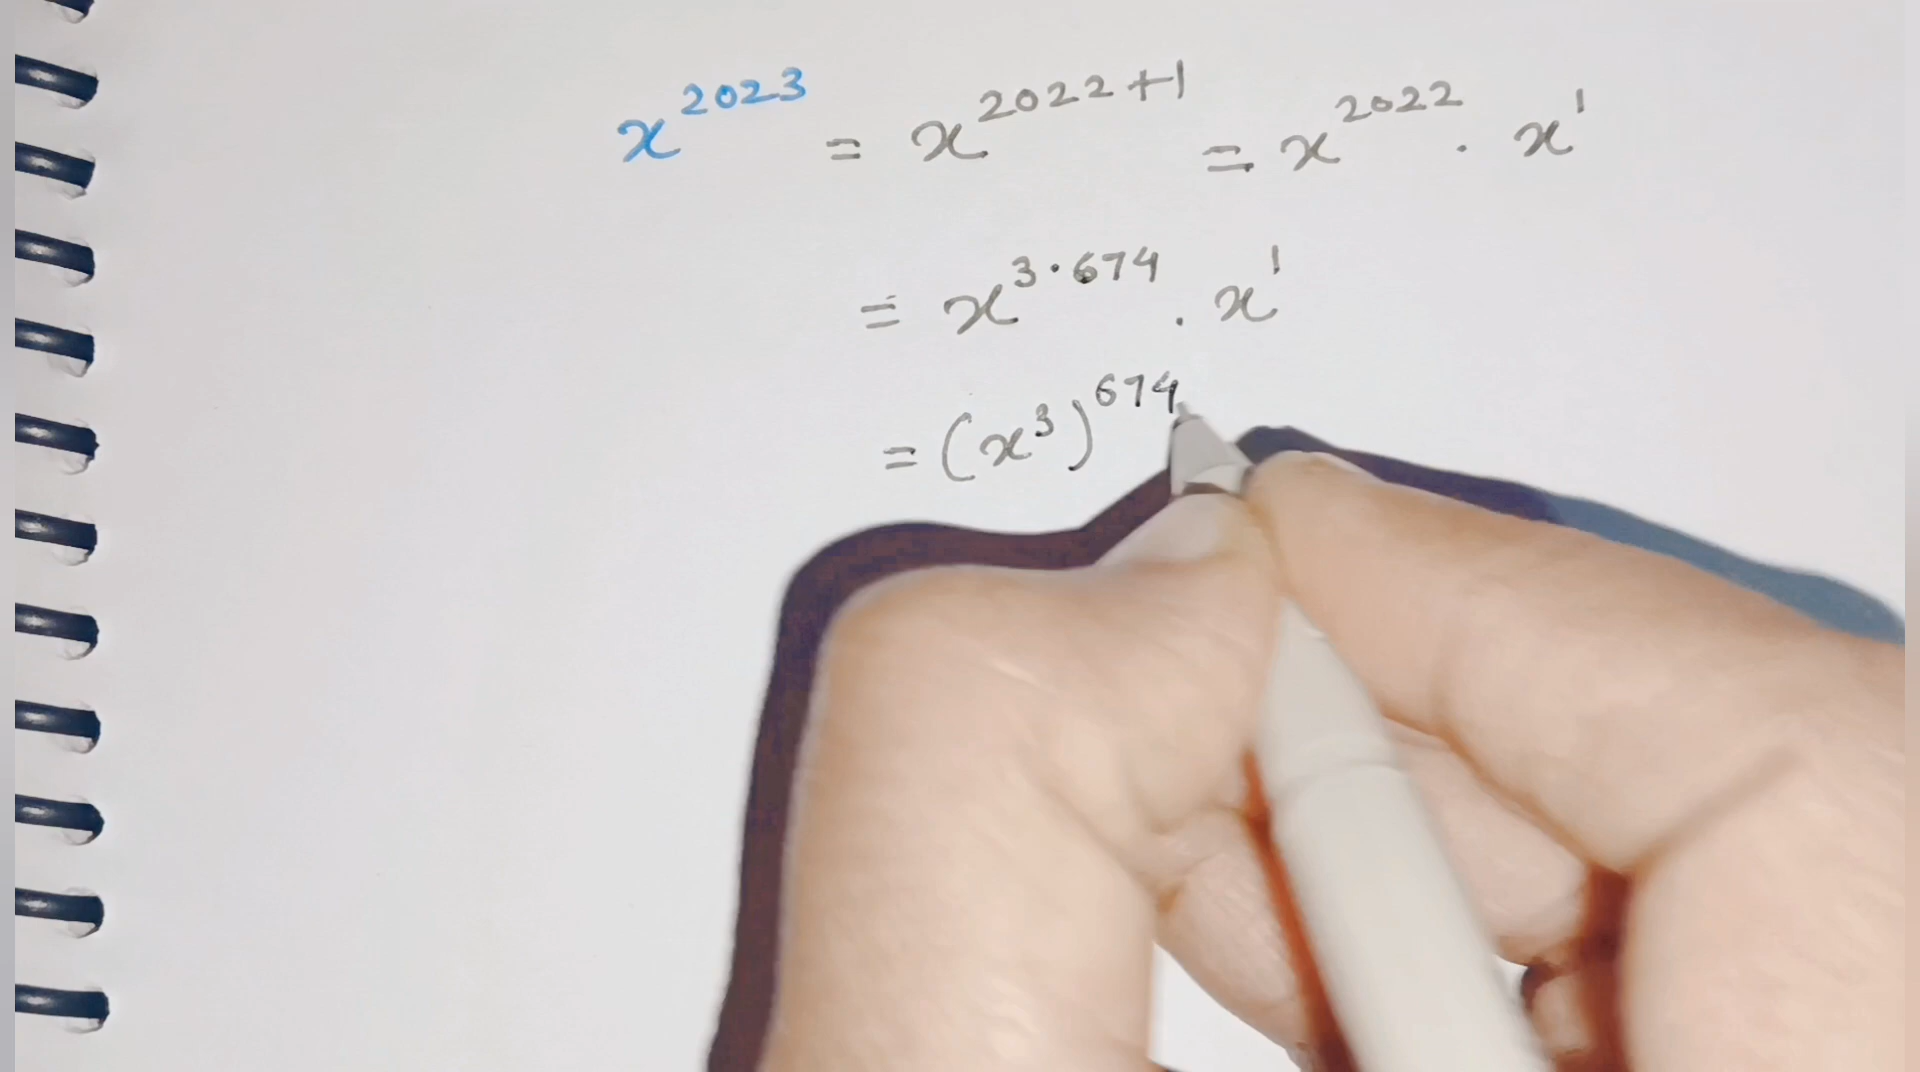 x^2023 = x^2022+1 = x^2022 . x^1
= x^3·674 . x^1
= (x^3)^674